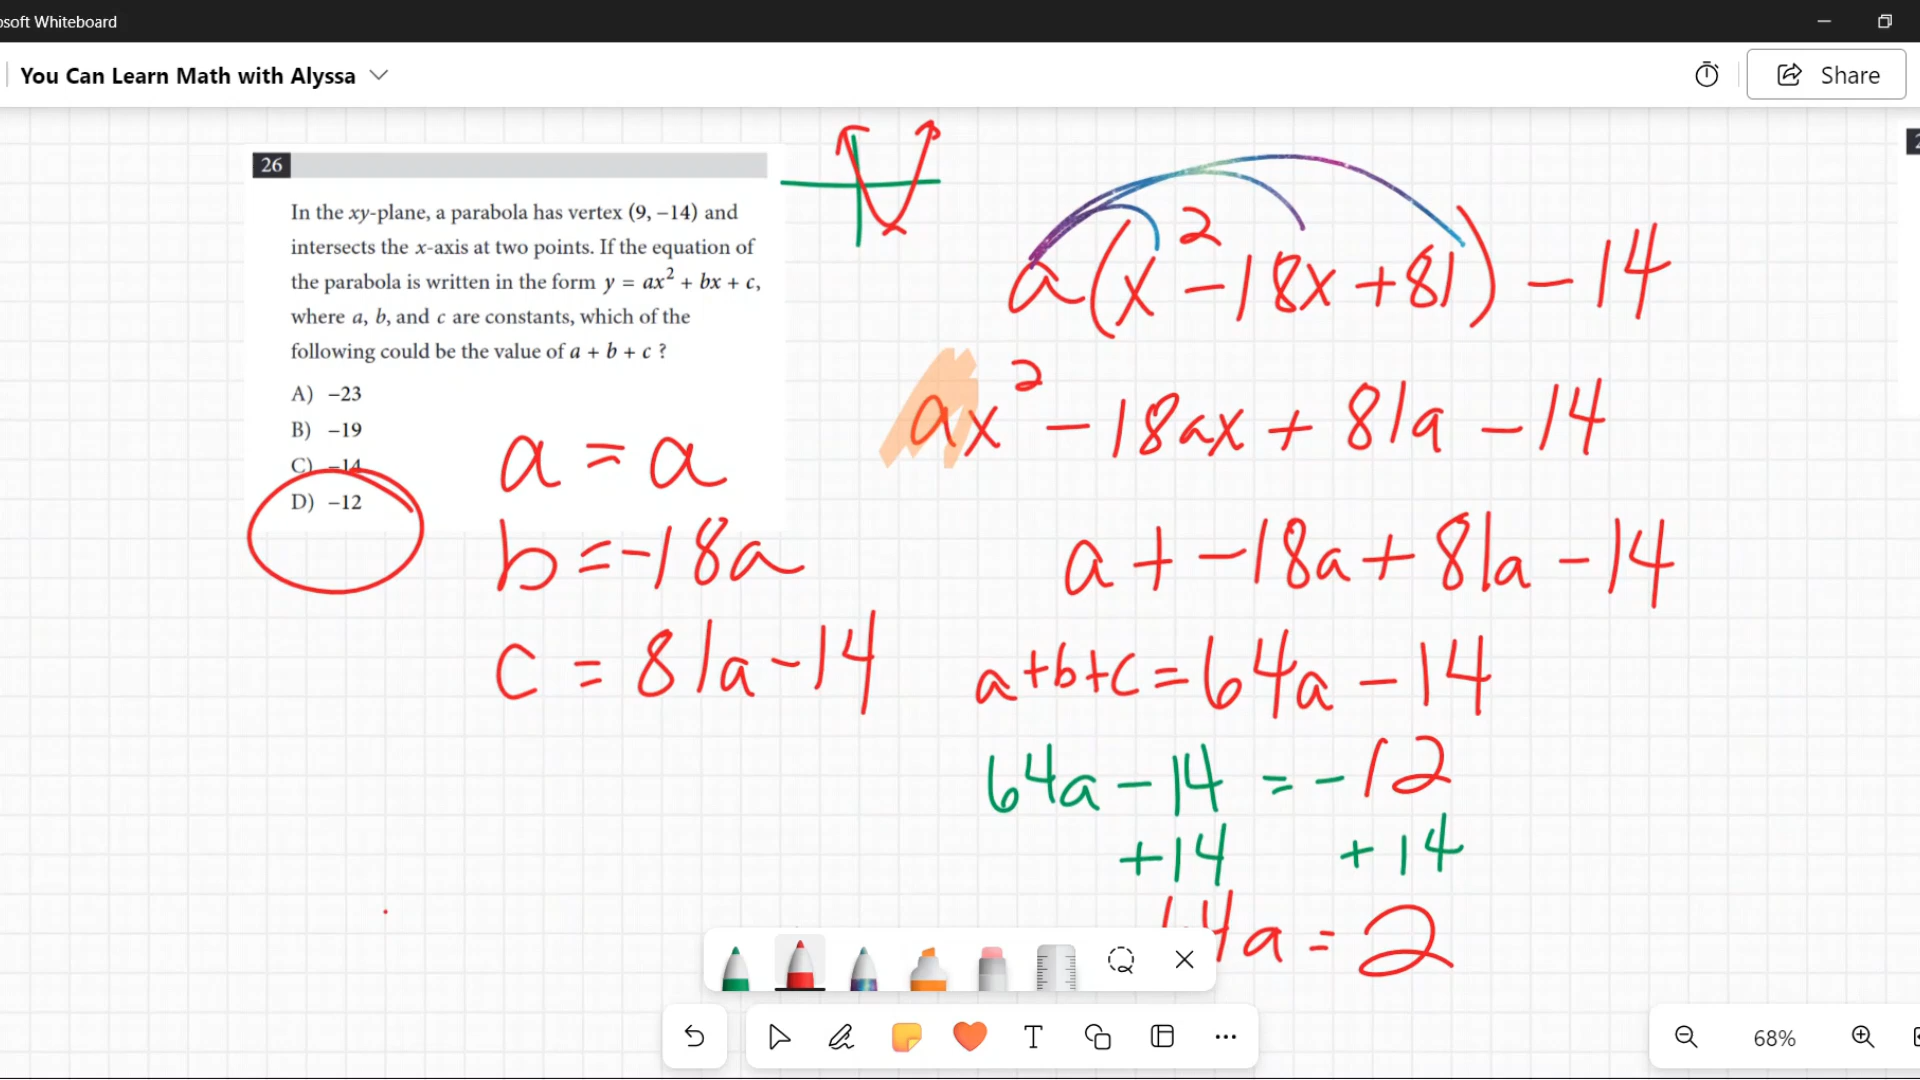 osoft Whiteboard
You Can Learn Math with Alyssa
Share
26
In the xy-plane, a parabola has vertex (9, −14) and
intersects the x-axis at two points. If the equation of
the parabola is written in the form y = ax² + bx + c,
where a, b, and c are constants, which of the
following could be the value of a + b + c ?
A) −23
B) −19
C) −14
D) −12
a = a
b = -18a
c = 81a - 14
a(x² - 18x + 81) - 14
ax² - 18ax + 81a - 14
a + -18a + 81a - 14
a+b+c = 64a - 14
64a - 14 = -12
+14 +14
64a = 2
T
68%
2